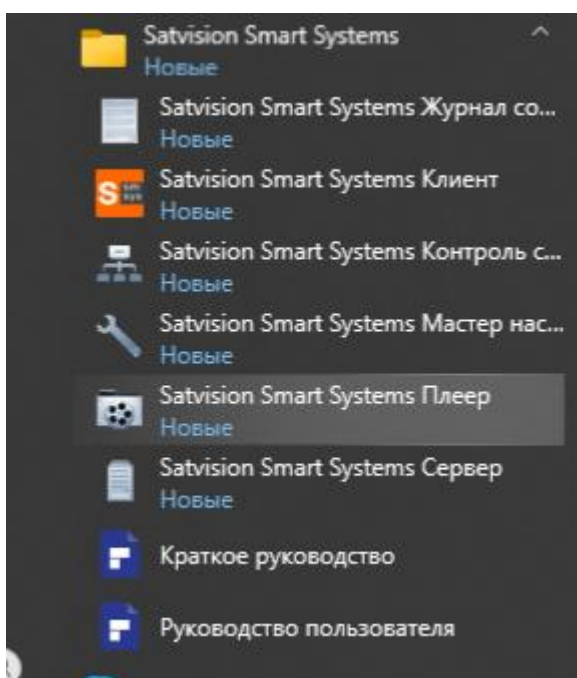 Satvision Smart Systems
Новые
Satvision Smart Systems Журнал со...
Новые
Satvision Smart Systems Клиент
Новые
Satvision Smart Systems Контроль с...
Новые
Satvision Smart Systems Мастер нас...
Новые
Satvision Smart Systems Плеер
Новые
Satvision Smart Systems Сервер
Новые
Краткое руководство
Руководство пользователя